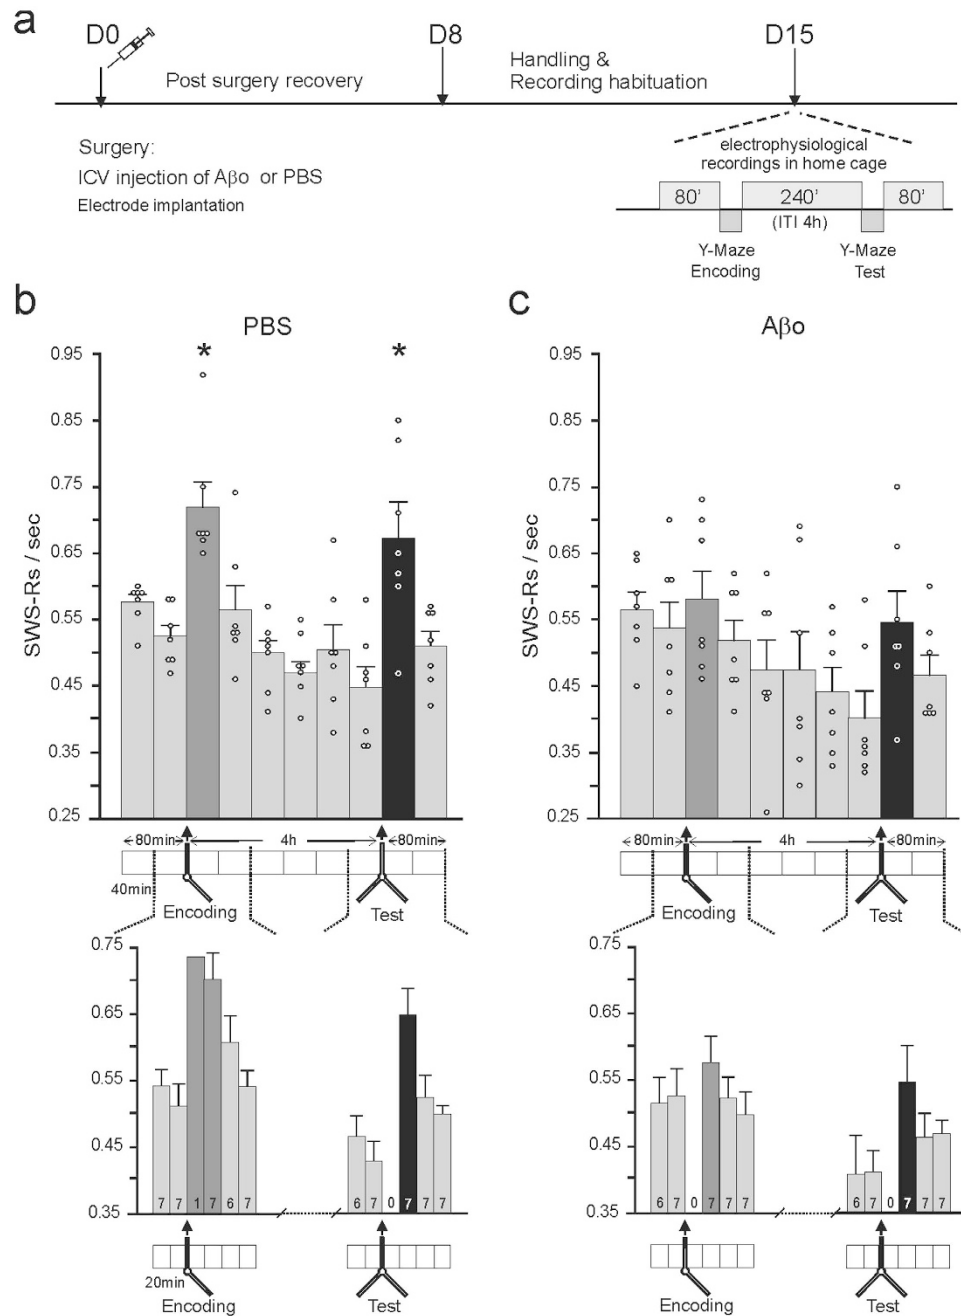 a
D0
D8
D15
Post surgery recovery
Handling &
Recording habituation
Surgery:
ICV injection of Aβo or PBS
Electrode implantation
electrophysiological
recordings in home cage
80' 240' 80'
(ITI 4h)
Y-Maze
Encoding
Y-Maze
Test
b
PBS
* *
SWS-Rs / sec
0.95
0.85
0.75
0.65
0.55
0.45
0.35
0.25
80min 4h 80min
40min
Encoding
Test
0.75
0.65
0.55
0.45
0.35
7 7 1 7 6 7 6 7 0 7 7 7
20min
Encoding
Test
c
Aβo
SWS-Rs / sec
0.95
0.85
0.75
0.65
0.55
0.45
0.35
0.25
80min 4h 80min
Encoding
Test
0.75
0.65
0.55
0.45
0.35
6 7 0 7 7 7 6 7 0 7 7 7
Encoding
Test